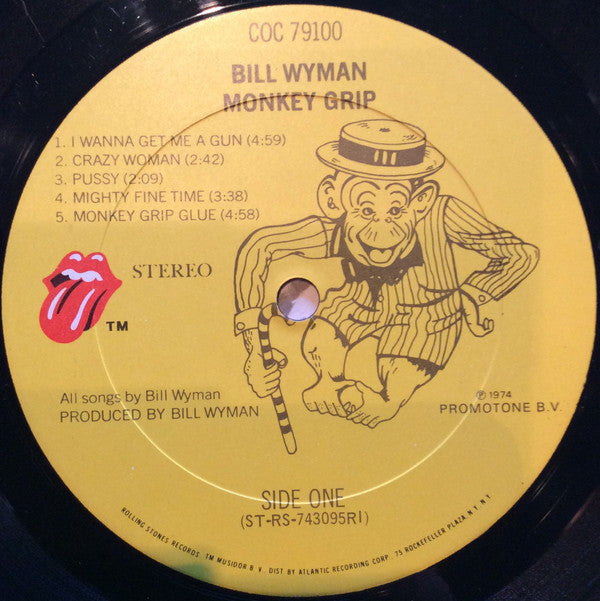 COC 79100
BILL WYMAN
MONKEY GRIP
1. I WANNA GET ME A GUN (4:59)
2. CRAZY WOMAN (2:42)
3. PUSSY (2:09)
4. MIGHTY FINE TIME (3:38)
5. MONKEY GRIP GLUE (4:58)
STEREO
TM
All songs by Bill Wyman
PRODUCED BY BILL WYMAN
℗ 1974
PROMOTONE B.V.
SIDE ONE
(ST-RS-743095RI)
ROLLING STONES RECORDS TM MUSIDOR B V. DIST BY ATLANTIC RECORDING CORP. 75 ROCKEFELLER PLAZA N.Y. N.Y.